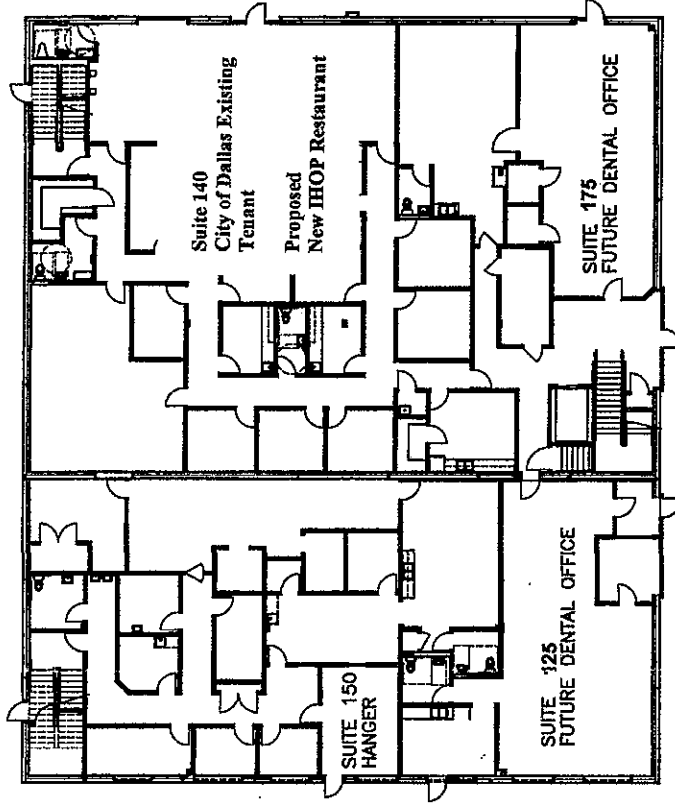 Suite 140
City of Dallas Existing
Tenant
Proposed
New IHOP Restaurant
SUITE 175
FUTURE DENTAL OFFICE
SUITE 150
HANGER
SUITE 125
FUTURE DENTAL OFFICE